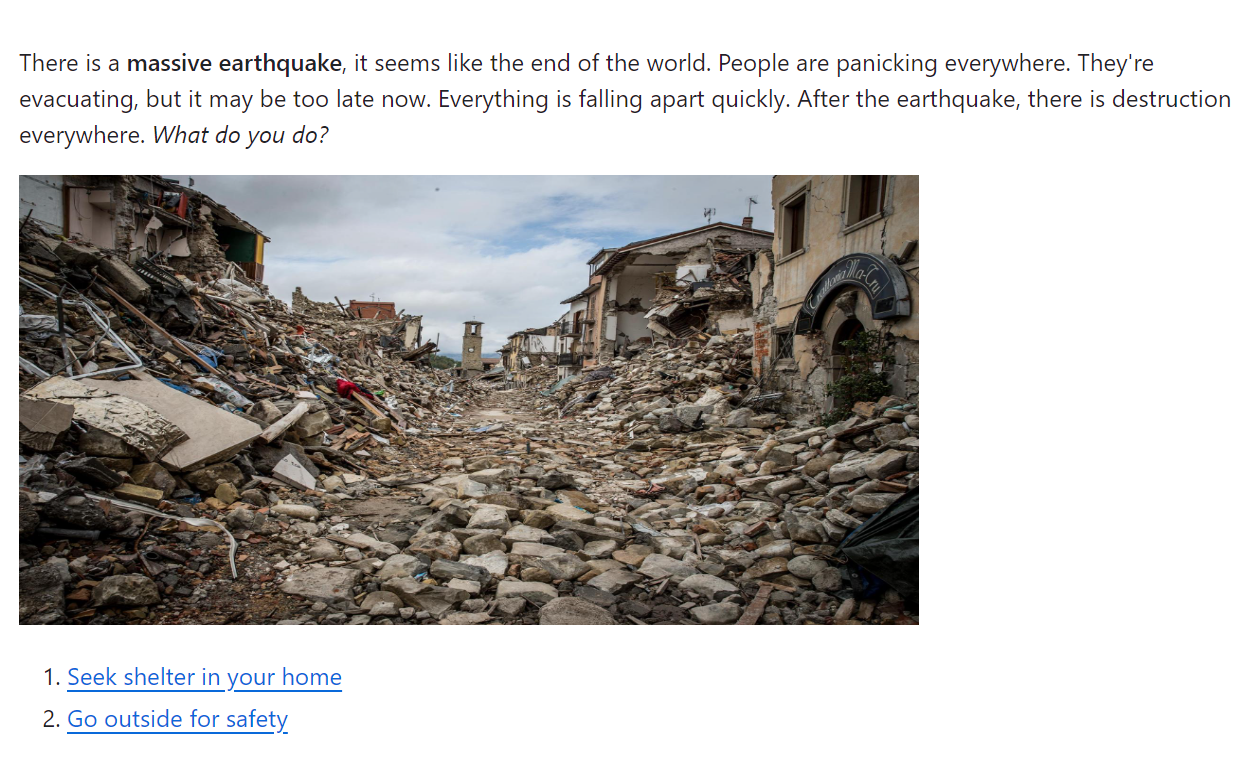 There is a massive earthquake, it seems like the end of the world. People are panicking everywhere. They're
evacuating, but it may be too late now. Everything is falling apart quickly. After the earthquake, there is destruction
everywhere. What do you do?
Ma-Cru
1. Seek shelter in your home
2. Go outside for safety